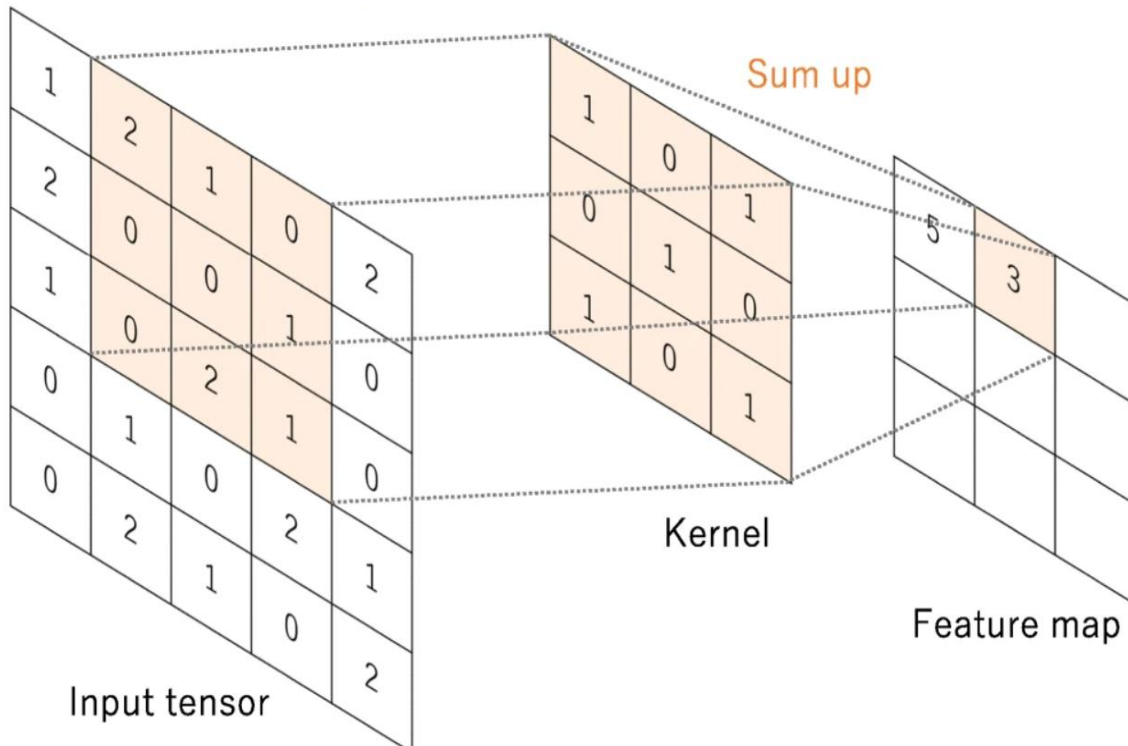 Sum up
1 2 1 0 2
2 0 0 1 0
1 0 2 1 0
0 1 0 2 1
0 2 1 0 2
1 0 1
0 1 0
1 0 1
5 3
Kernel
Feature map
Input tensor